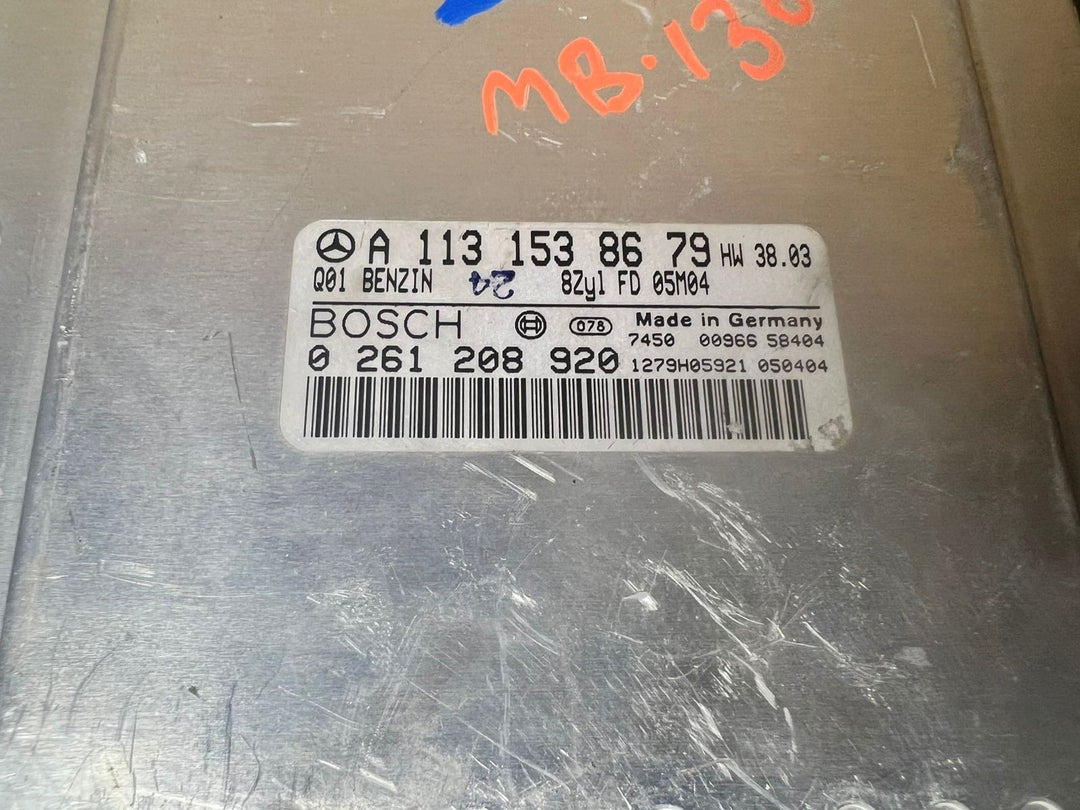 MB.130
A 113 153 86 79 HW 38.03
Q01 BENZIN 24 8Zyl FD 05M04
BOSCH 078 Made in Germany
7450 00966 58404
0 261 208 920 1279H05921 050404